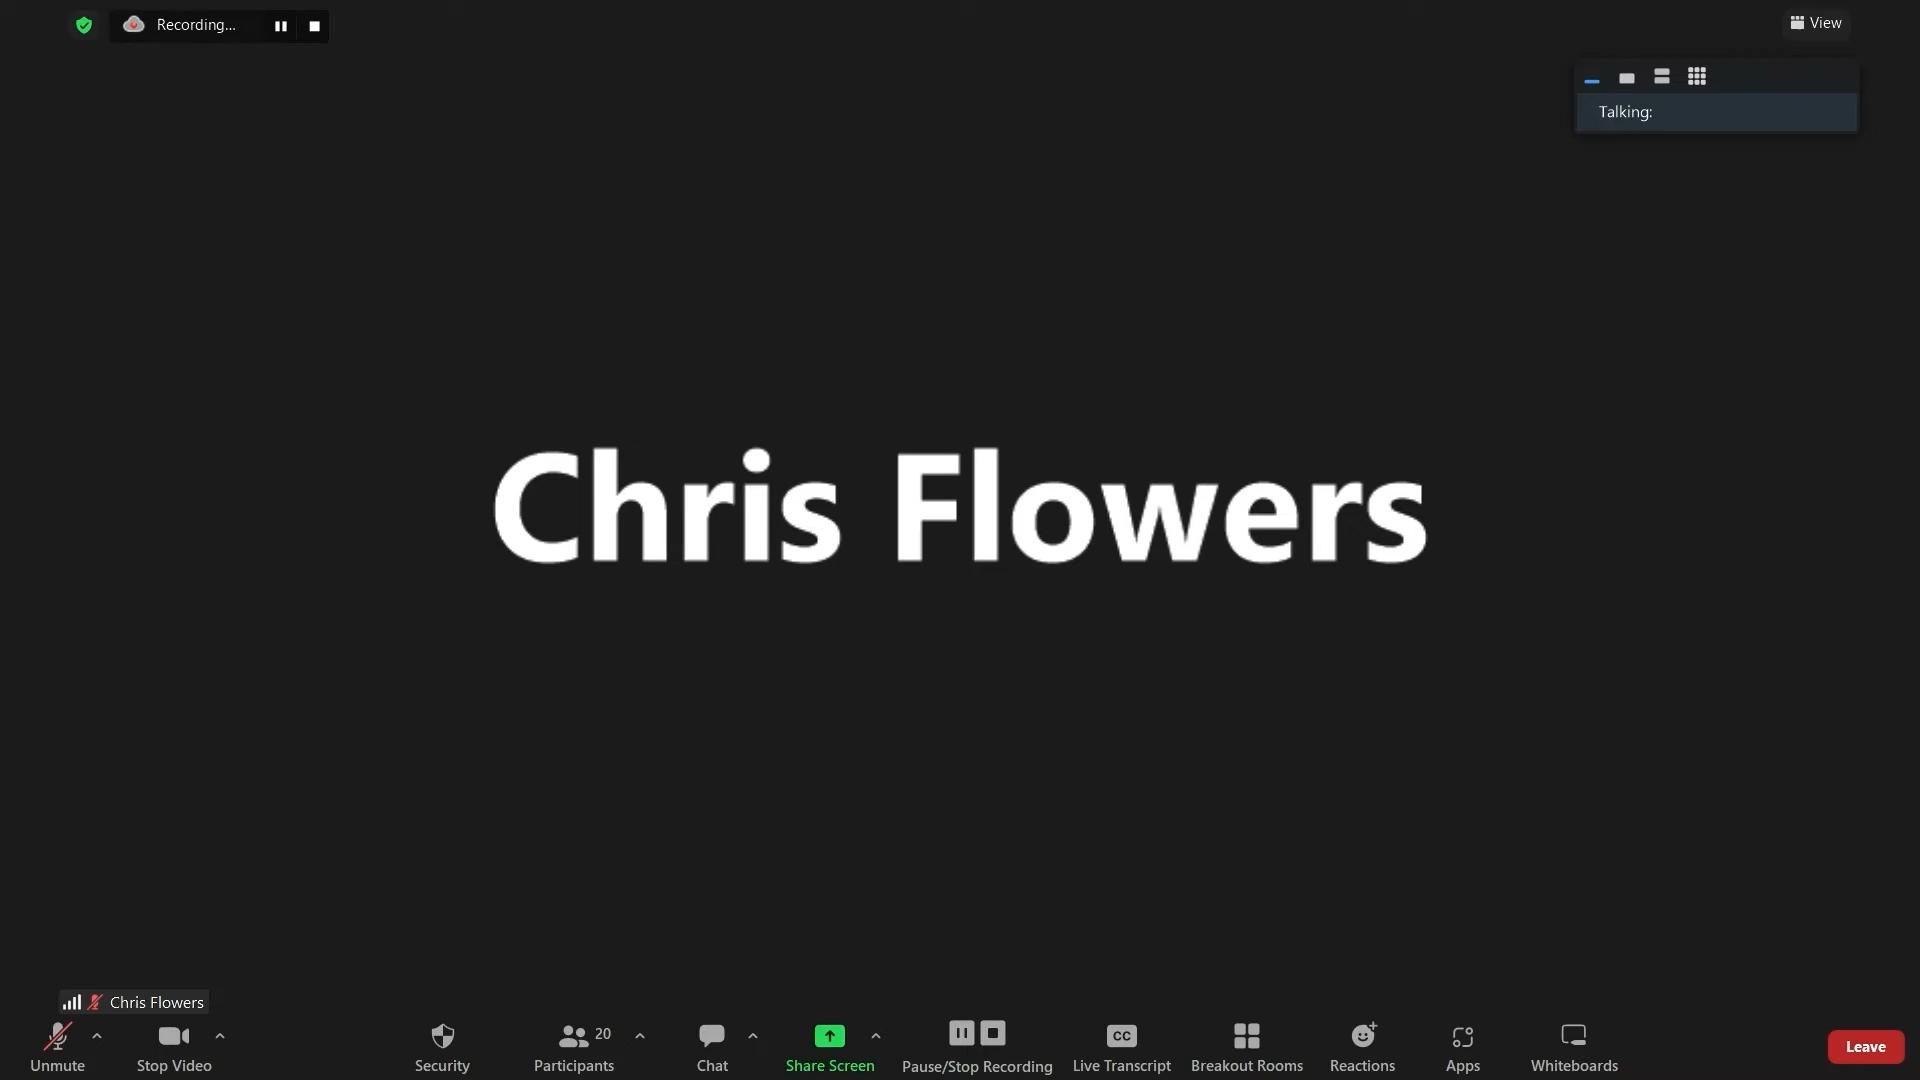 Recording...
View
Talking:
Chris Flowers
Chris Flowers
Unmute
Stop Video
Security
20
Participants
Chat
Share Screen
Pause/Stop Recording
CC
Live Transcript
Breakout Rooms
Reactions
Apps
Whiteboards
Leave